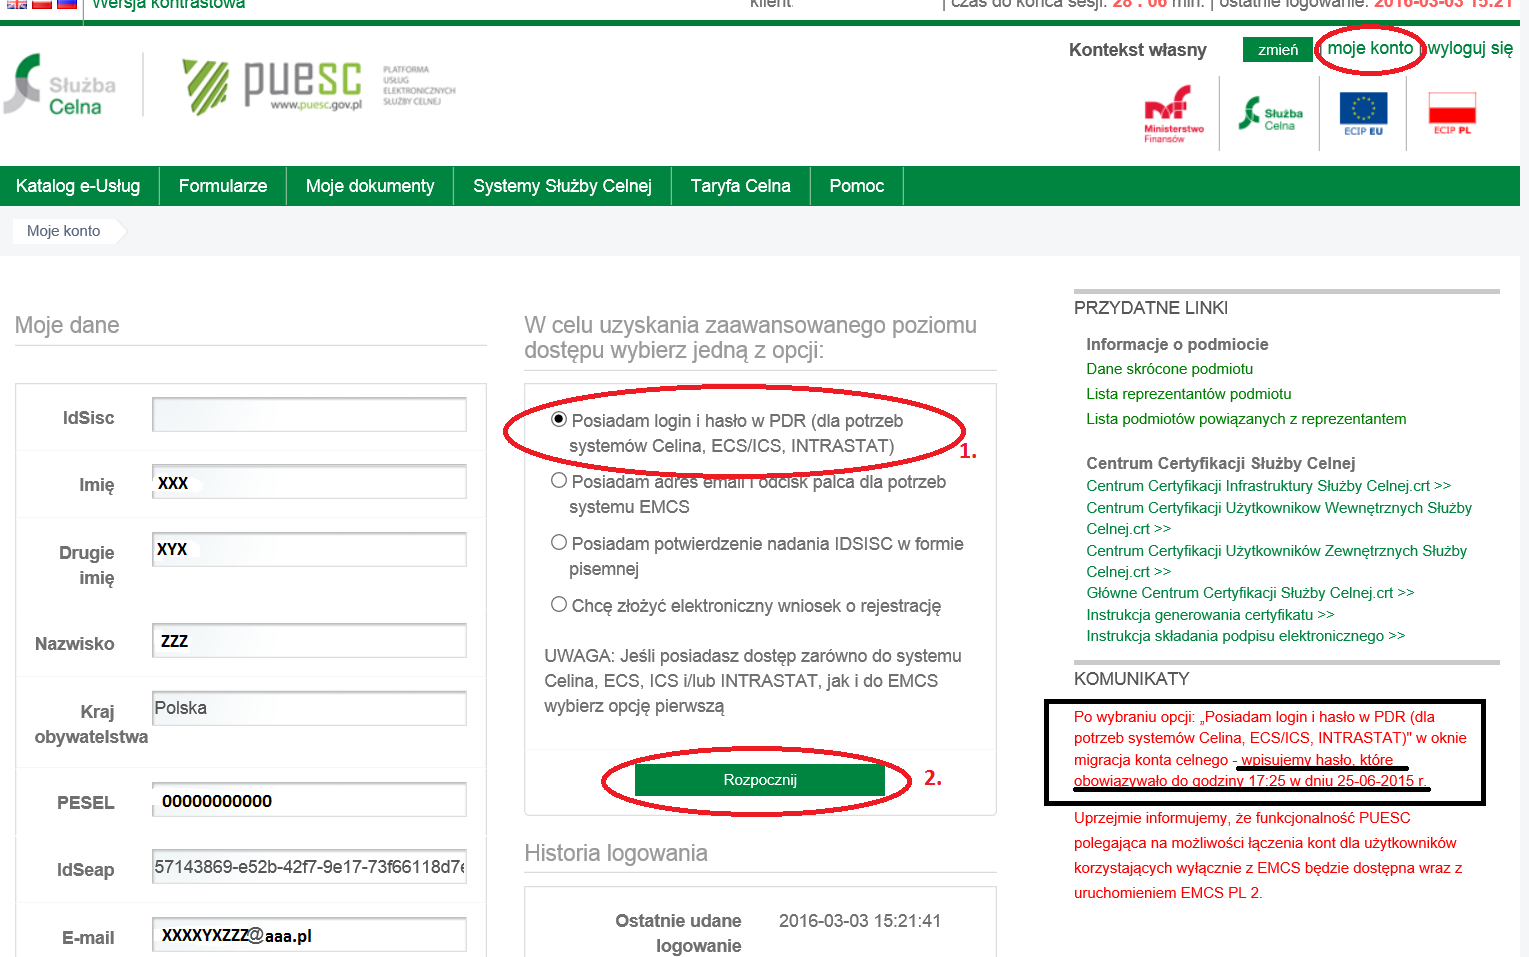 Wersja kontrastowa
klient:
| czas do końca sesji: 28 : 06 min. | ostatnie logowanie: 2016-03-03 15:21
Kontekst własny
zmień
moje konto
wyloguj się
Służba
Celna
puesc
www.puesc.gov.pl
PLATFORMA
USŁUG
ELEKTRONICZNYCH
SŁUŻBY CELNEJ
Ministerstwo
Finansów
Służba
Celna
ECIP EU
ECIP PL
Katalog e-Usług
Formularze
Moje dokumenty
Systemy Służby Celnej
Taryfa Celna
Pomoc
Moje konto
Moje dane
IdSisc
Imię XXX
Drugie XYX
imię
Nazwisko ZZZ
Kraj Polska
obywatelstwa
PESEL 00000000000
IdSeap 57143869-e52b-42f7-9e17-73f66118d7e
E-mail XXXXYXZZZ@aaa.pl
W celu uzyskania zaawansowanego poziomu
dostępu wybierz jedną z opcji:
Posiadam login i hasło w PDR (dla potrzeb
systemów Celina, ECS/ICS, INTRASTAT)
1.
Posiadam adres email i odcisk palca dla potrzeb
systemu EMCS
Posiadam potwierdzenie nadania IDSISC w formie
pisemnej
Chcę złożyć elektroniczny wniosek o rejestrację
UWAGA: Jeśli posiadasz dostęp zarówno do systemu
Celina, ECS, ICS i/lub INTRASTAT, jak i do EMCS
wybierz opcję pierwszą
Rozpocznij
2.
Historia logowania
Ostatnie udane 2016-03-03 15:21:41
logowanie
PRZYDATNE LINKI
Informacje o podmiocie
Dane skrócone podmiotu
Lista reprezentantów podmiotu
Lista podmiotów powiązanych z reprezentantem
Centrum Certyfikacji Służby Celnej
Centrum Certyfikacji Infrastruktury Służby Celnej.crt >>
Centrum Certyfikacji Użytkownikow Wewnętrznych Służby
Celnej.crt >>
Centrum Certyfikacji Użytkowników Zewnętrznych Służby
Celnej.crt >>
Główne Centrum Certyfikacji Służby Celnej.crt >>
Instrukcja generowania certyfikatu >>
Instrukcja składania podpisu elektronicznego >>
KOMUNIKATY
Po wybraniu opcji: „Posiadam login i hasło w PDR (dla
potrzeb systemów Celina, ECS/ICS, INTRASTAT)" w oknie
migracja konta celnego - wpisujemy hasło, które
obowiązywało do godziny 17:25 w dniu 25-06-2015 r.
Uprzejmie informujemy, że funkcjonalność PUESC
polegająca na możliwości łączenia kont dla użytkowników
korzystających wyłącznie z EMCS będzie dostępna wraz z
uruchomieniem EMCS PL 2.